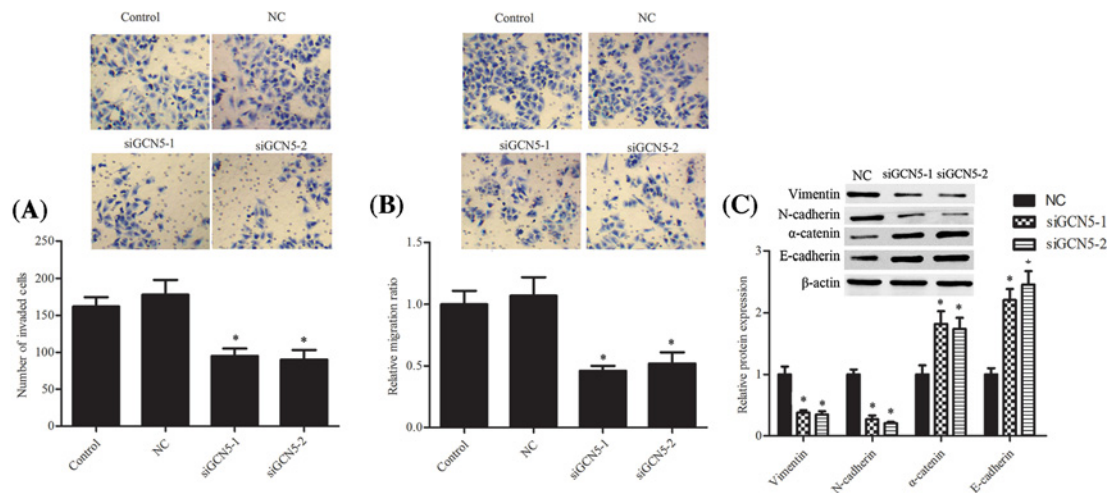 Control NC
siGCN5-1 siGCN5-2
(A)
250
200
150
100
50
0
Number of invaded cells
* *
Control NC siGCN5-1 siGCN5-2
Control NC
siGCN5-1 siGCN5-2
(B)
1.5
1.0
0.5
0.0
Relative migration ratio
* *
Control NC siGCN5-1 siGCN5-2
(C)
NC siGCN5-1 siGCN5-2
Vimentin
N-cadherin
α-catenin
E-cadherin
β-actin
NC
siGCN5-1
siGCN5-2
3
2
1
0
Relative protein expression
* * * * * * * *
Vimentin N-cadherin α-catenin E-cadherin